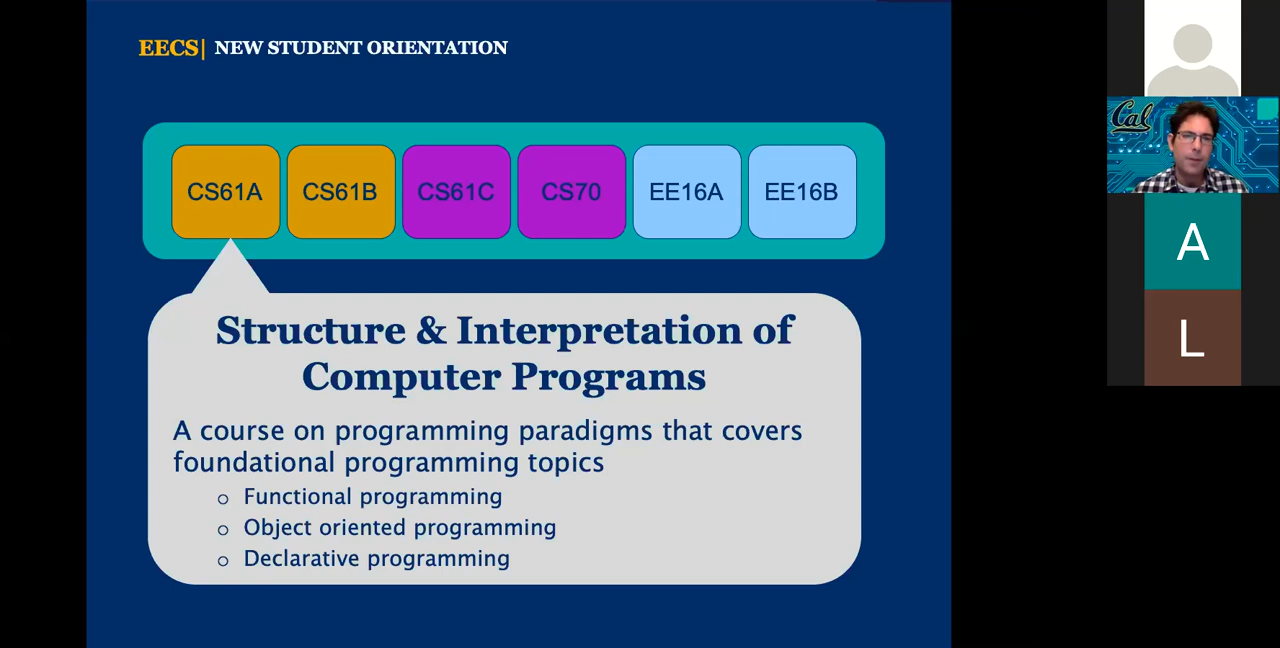 EECS| NEW STUDENT ORIENTATION
CS61A CS61B CS61C CS70 EE16A EE16B
Structure & Interpretation of
Computer Programs
A course on programming paradigms that covers
foundational programming topics
○ Functional programming
○ Object oriented programming
○ Declarative programming
Cal
A
L